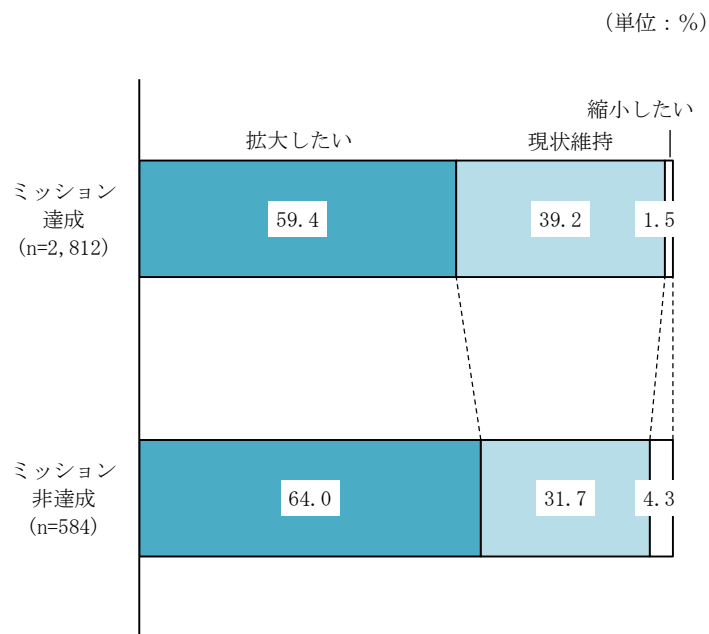 (単位：%)
縮小したい
拡大したい
現状維持
ミッション
達成
(n=2,812)
59.4
39.2
1.5
ミッション
非達成
(n=584)
64.0
31.7
4.3